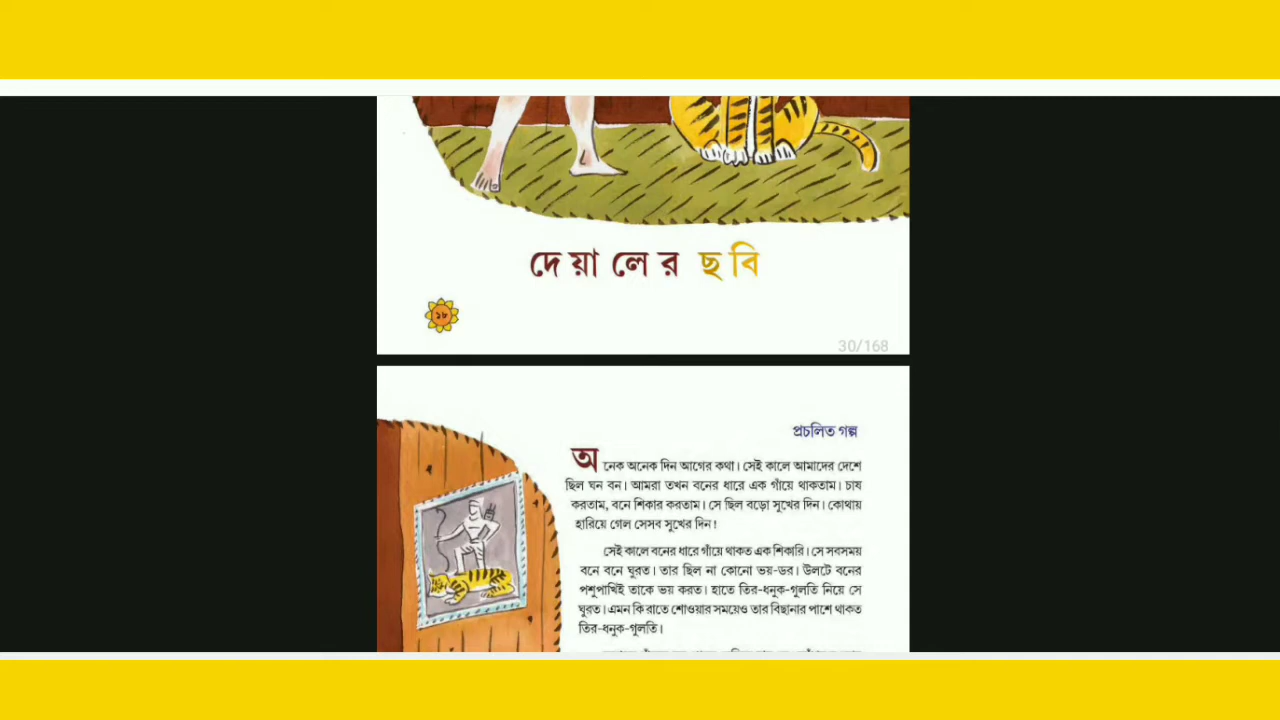 দেয়ালের ছবি
১৮
30/168
প্রচলিত গল্প
অনেক অনেক দিন আগের কথা। সেই কালে আমাদের দেশে
ছিল ঘন বন। আমরা তখন বনের ধারে এক গাঁয়ে থাকতাম। চাষ
করতাম, বনে শিকার করতাম। সে ছিল বড়ো সুখের দিন। কোথায়
হারিয়ে গেল সেসব সুখের দিন!
সেই কালে বনের ধারে গাঁয়ে থাকত এক শিকারি। সে সবসময়
বনে বনে ঘুরত। তার ছিল না কোনো ভয়-ডর। উলটে বনের
পশুপাখিই তাকে ভয় করত। হাতে তির-ধনুক-গুলতি নিয়ে সে
ঘুরত। এমন কি রাতে শোওয়ার সময়েও তার বিছানার পাশে থাকত
তির-ধনুক-গুলতি।